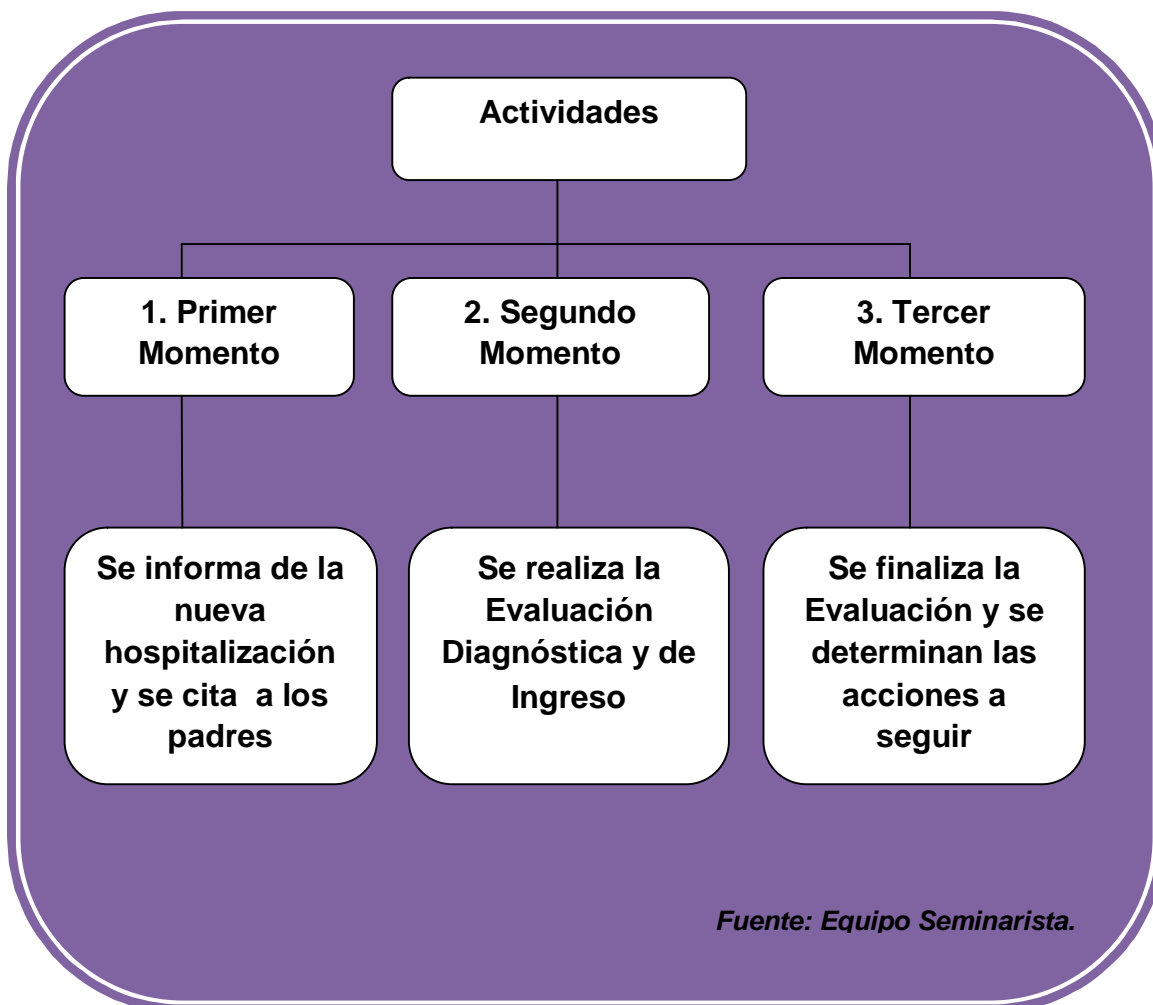 Actividades
1. Primer
Momento
2. Segundo
Momento
3. Tercer
Momento
Se informa de la
nueva
hospitalización
y se cita a los
padres
Se realiza la
Evaluación
Diagnóstica y de
Ingreso
Se finaliza la
Evaluación y se
determinan las
acciones a
seguir
Fuente: Equipo Seminarista.